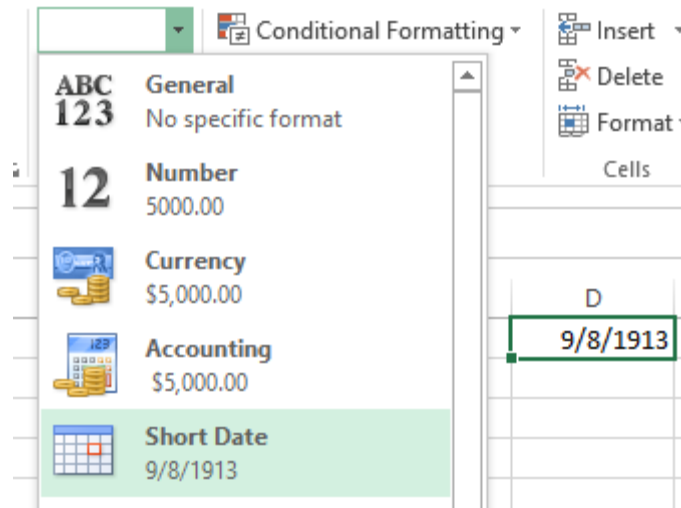 Conditional Formatting
Insert
Delete
Format
Cells
ABC
123
General
No specific format
12
Number
5000.00
Currency
$5,000.00
123
Accounting
$5,000.00
Short Date
9/8/1913
D
9/8/1913